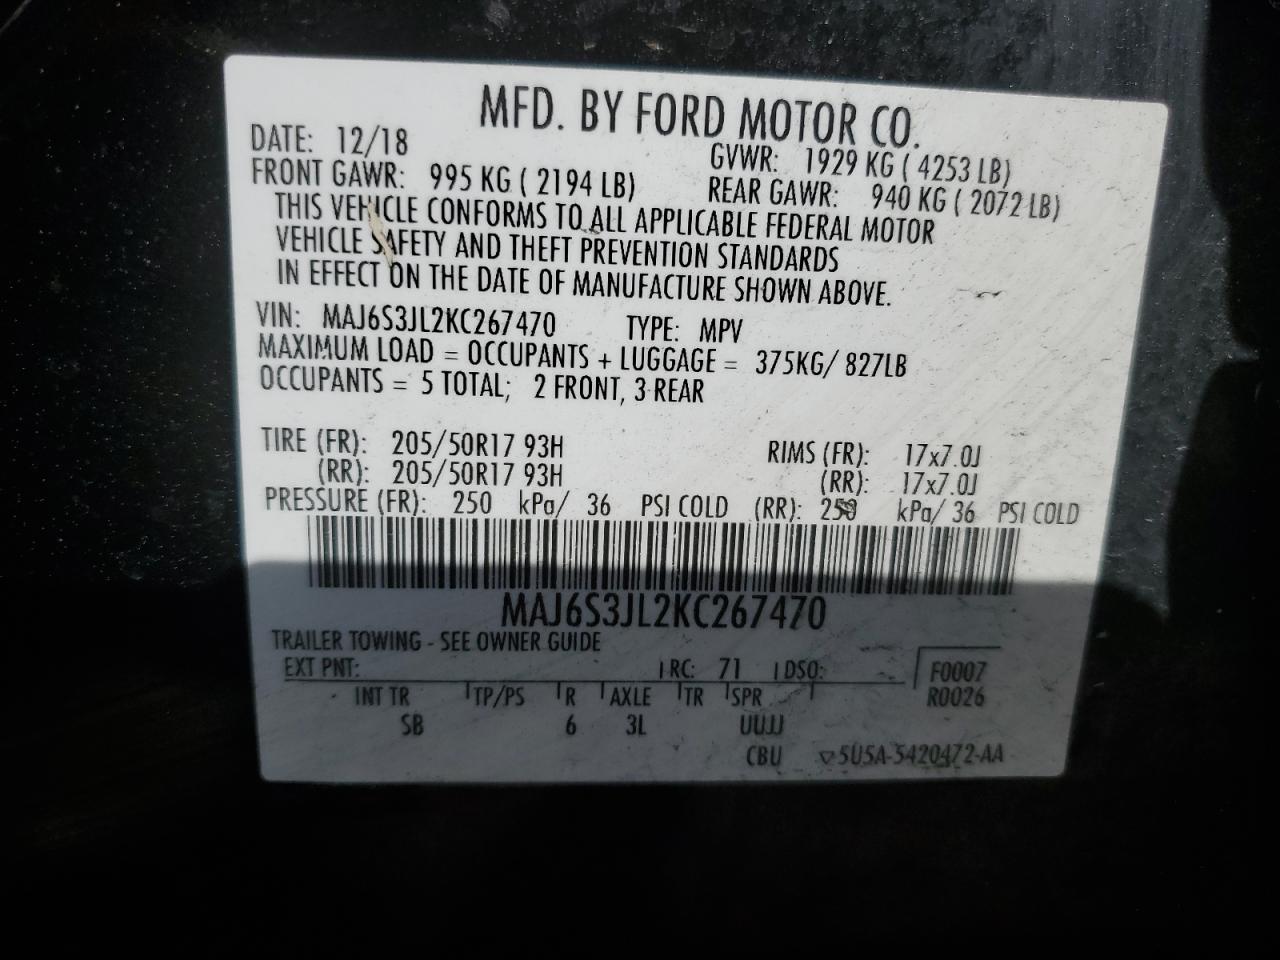 MFD. BY FORD MOTOR CO.
DATE: 12/18 GVWR: 1929 KG ( 4253 LB)
FRONT GAWR: 995 KG ( 2194 LB) REAR GAWR: 940 KG ( 2072 LB)
THIS VEHICLE CONFORMS TO ALL APPLICABLE FEDERAL MOTOR
VEHICLE SAFETY AND THEFT PREVENTION STANDARDS
IN EFFECT ON THE DATE OF MANUFACTURE SHOWN ABOVE.
VIN: MAJ6S3JL2KC267470 TYPE: MPV
MAXIMUM LOAD = OCCUPANTS + LUGGAGE = 375KG/ 827LB
OCCUPANTS = 5 TOTAL; 2 FRONT, 3 REAR
TIRE (FR): 205/50R17 93H RIMS (FR): 17x7.0J
(RR): 205/50R17 93H (RR): 17x7.0J
PRESSURE (FR): 250 kPa/ 36 PSI COLD (RR): 250 kPa/ 36 PSI COLD
MAJ6S3JL2KC267470
TRAILER TOWING - SEE OWNER GUIDE
EXT PNT: RC: 71 DSO: F0007
INT TR TP/PS R AXLE TR SPR R0026
SB 6 3L UUJJ
CBU 5U5A-5420472-AA